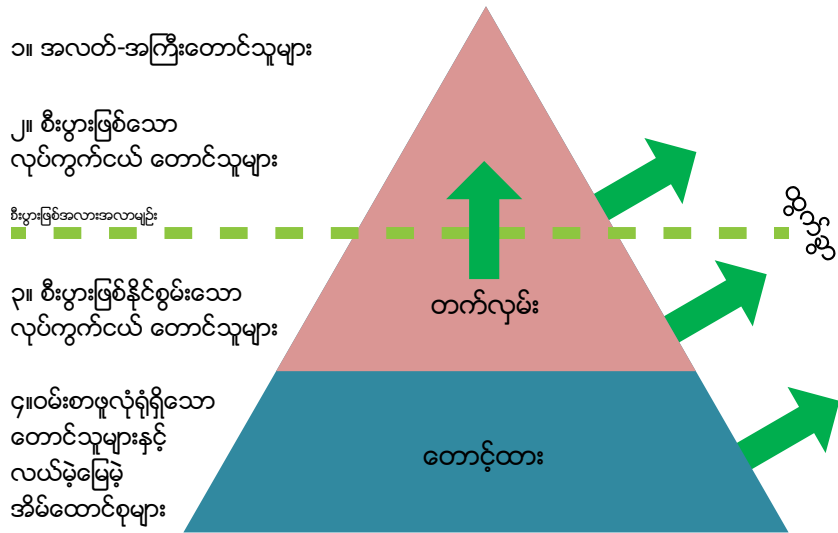 ၁။ အလတ်-အကြီးတောင်သူများ
၂။ စီးပွားဖြစ်သော
လုပ်ကွက်ငယ် တောင်သူများ
စီးပွားဖြစ်အလားအလာမျဉ်း
၃။ စီးပွားဖြစ်နိုင်စွမ်းသော
လုပ်ကွက်ငယ် တောင်သူများ
တက်လှမ်း
ထွက်ခွာ
၄။ဝမ်းစာဖူလုံရုံရှိသော
တောင်သူများနှင့်
လယ်မဲ့မြေမဲ့
အိမ်ထောင်စုများ
တောင့်ထား